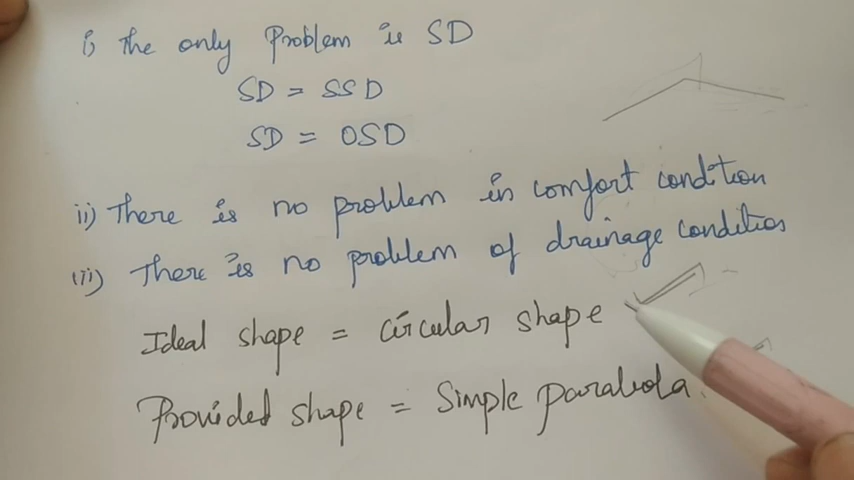 i) the only Problem is SD
SD = SSD
SD = OSD
ii) There is no problem in comfort condition
(ii) There is no problem of drainage condition
Ideal shape = Circular shape
Provided shape = Simple parabola.